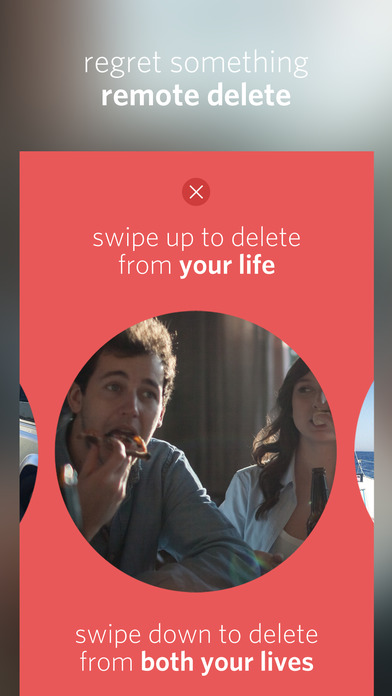 regret something
remote delete
swipe up to delete
from your life
swipe down to delete
from both your lives